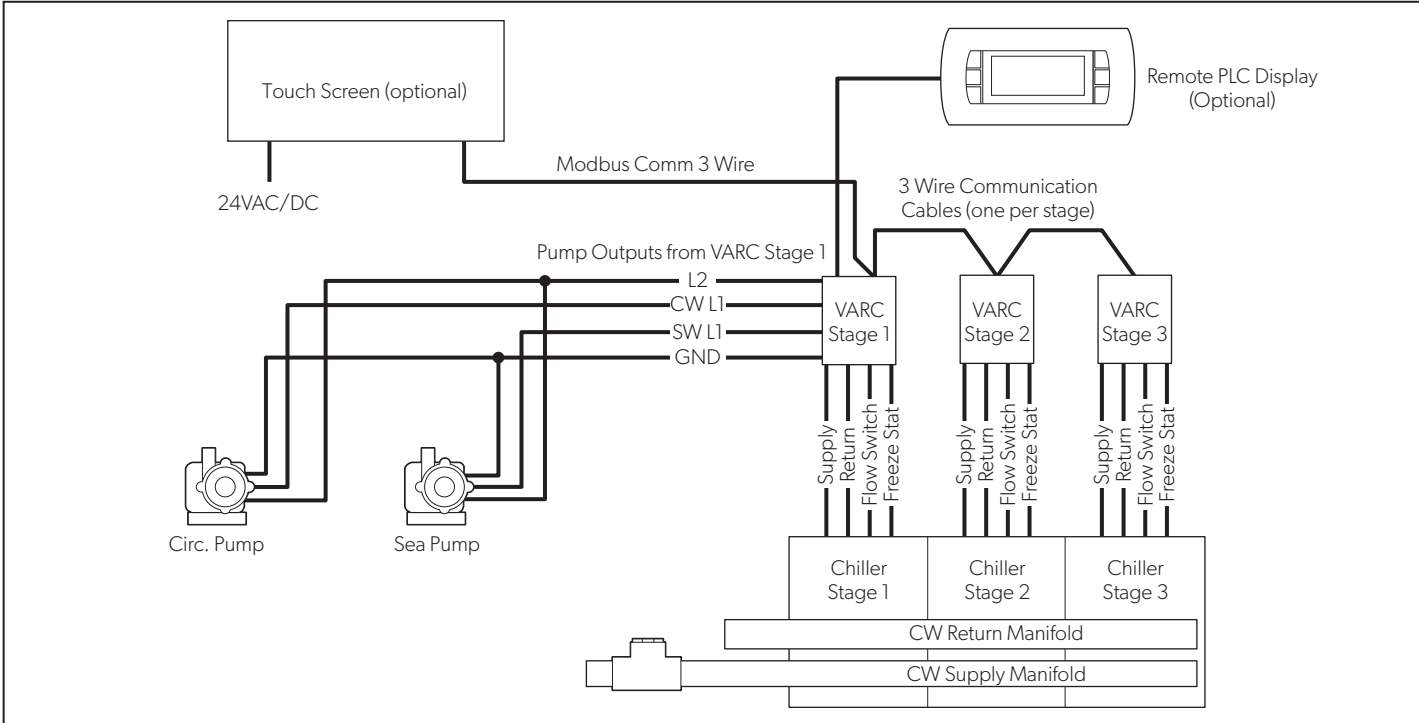 Touch Screen (optional)
Remote PLC Display
(Optional)
Modbus Comm 3 Wire
24VAC/DC
3 Wire Communication
Cables (one per stage)
Pump Outputs from VARC Stage 1
L2
CW L1
SW L1
GND
VARC
Stage 1
VARC
Stage 2
VARC
Stage 3
Supply
Return
Flow Switch
Freeze Stat
Supply
Return
Flow Switch
Freeze Stat
Supply
Return
Flow Switch
Freeze Stat
Circ. Pump
Sea Pump
Chiller
Stage 1
Chiller
Stage 2
Chiller
Stage 3
CW Return Manifold
CW Supply Manifold